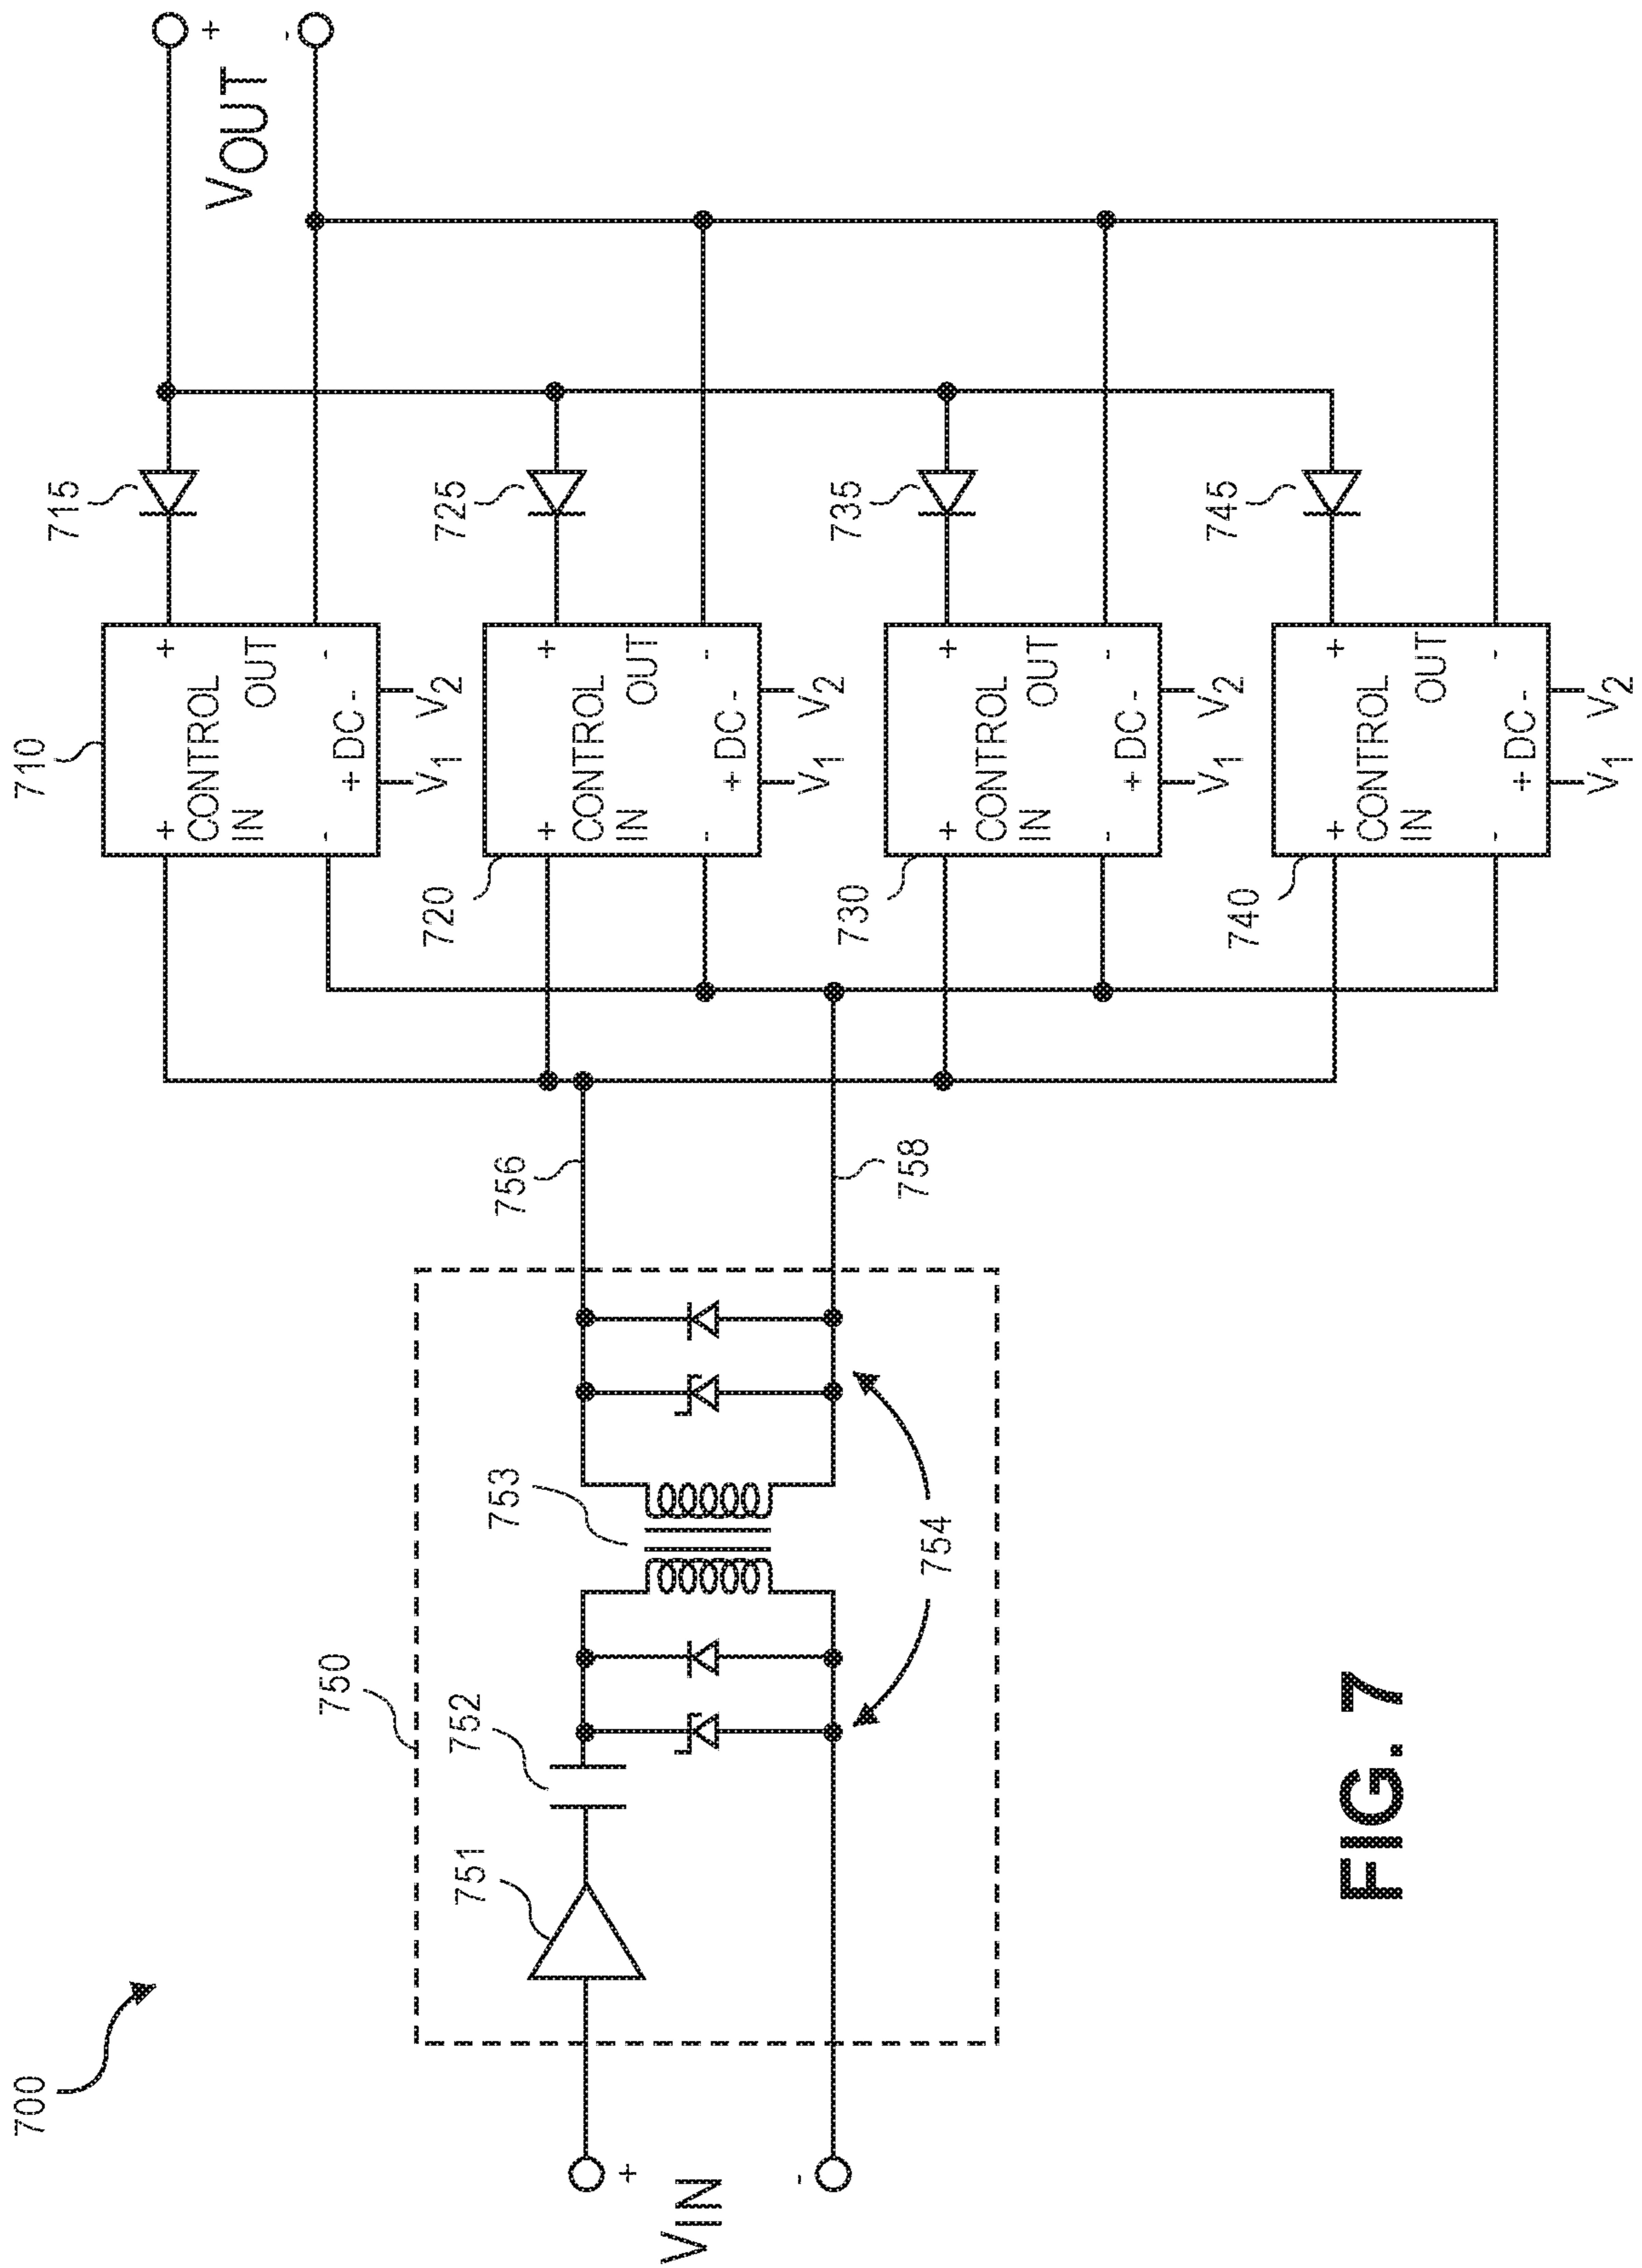 700
750
751
752
753
754
756
758
VIN
+
-
710
+ +
CONTROL
IN OUT
- -
+ DC -
V1 V2
715
720
+ +
CONTROL
IN OUT
- -
+ DC -
V1 V2
725
730
+ +
CONTROL
IN OUT
- -
+ DC -
V1 V2
735
740
+ +
CONTROL
IN OUT
- -
+ DC -
V1 V2
745
+
VOUT
-
FIG. 7